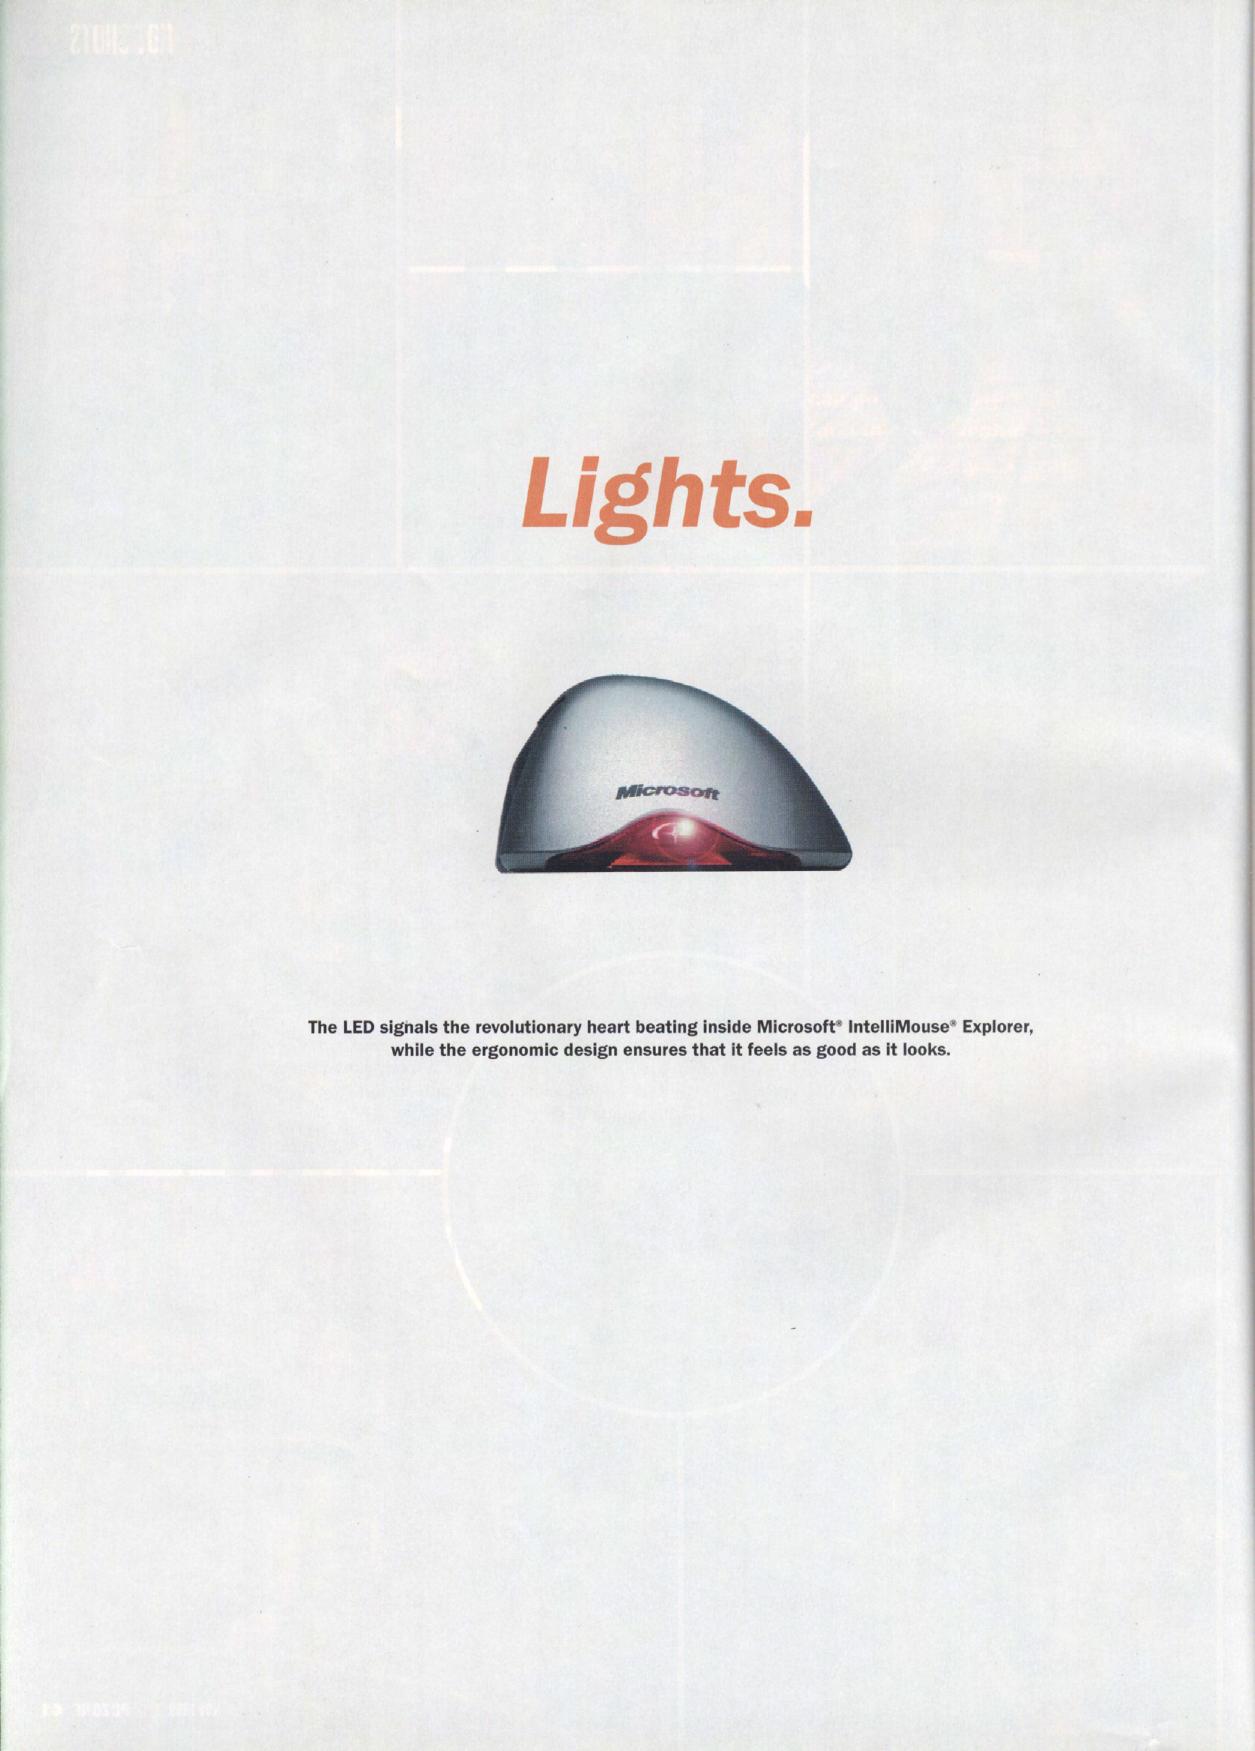 Lights.
Microsoft
The LED signals the revolutionary heart beating inside Microsoft® IntelliMouse® Explorer,
while the ergonomic design ensures that it feels as good as it looks.